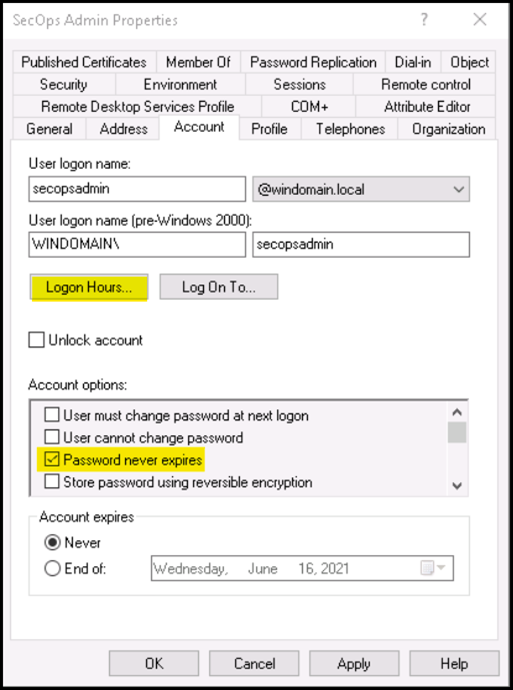 SecOps Admin Properties
? 
Published Certificates Member Of Password Replication Dial-in Object
Security Environment Sessions Remote control
Remote Desktop Services Profile COM+ Attribute Editor
General Address Account Profile Telephones Organization
User logon name:
secopsadmin @windomain.local
User logon name (pre-Windows 2000):
WINDOMAIN\ secopsadmin
Logon Hours... Log On To...
Unlock account
Account options:
User must change password at next logon
User cannot change password
Password never expires
Store password using reversible encryption
Account expires
Never
End of: Wednesday, June 16, 2021
OK Cancel Apply Help